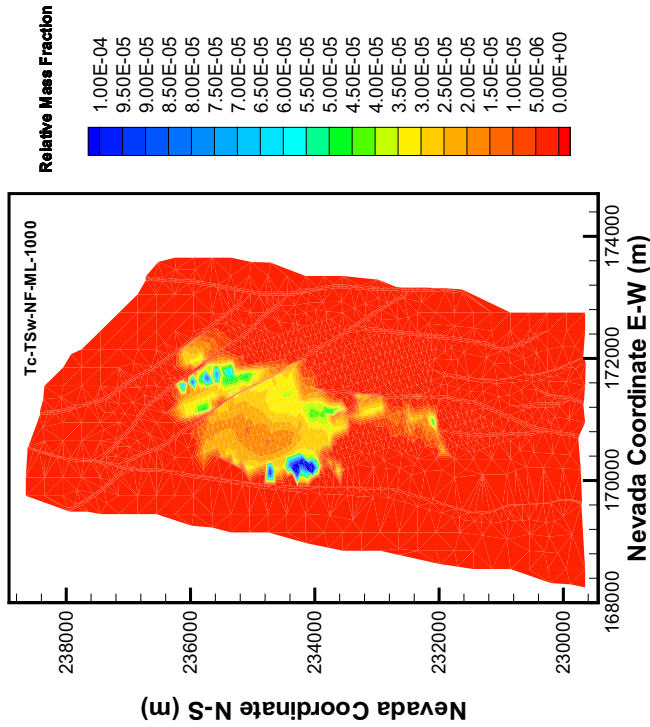 Relative Mass Fraction
1.00E-04
9.50E-05
9.00E-05
8.50E-05
8.00E-05
7.50E-05
7.00E-05
6.50E-05
6.00E-05
5.50E-05
5.00E-05
4.50E-05
4.00E-05
3.50E-05
3.00E-05
2.50E-05
2.00E-05
1.50E-05
1.00E-05
5.00E-06
0.00E+00
Tc-TSw-NF-ML-1000
238000
236000
234000
232000
230000
Nevada Coordinate N-S (m)
168000
170000
172000
174000
Nevada Coordinate E-W (m)